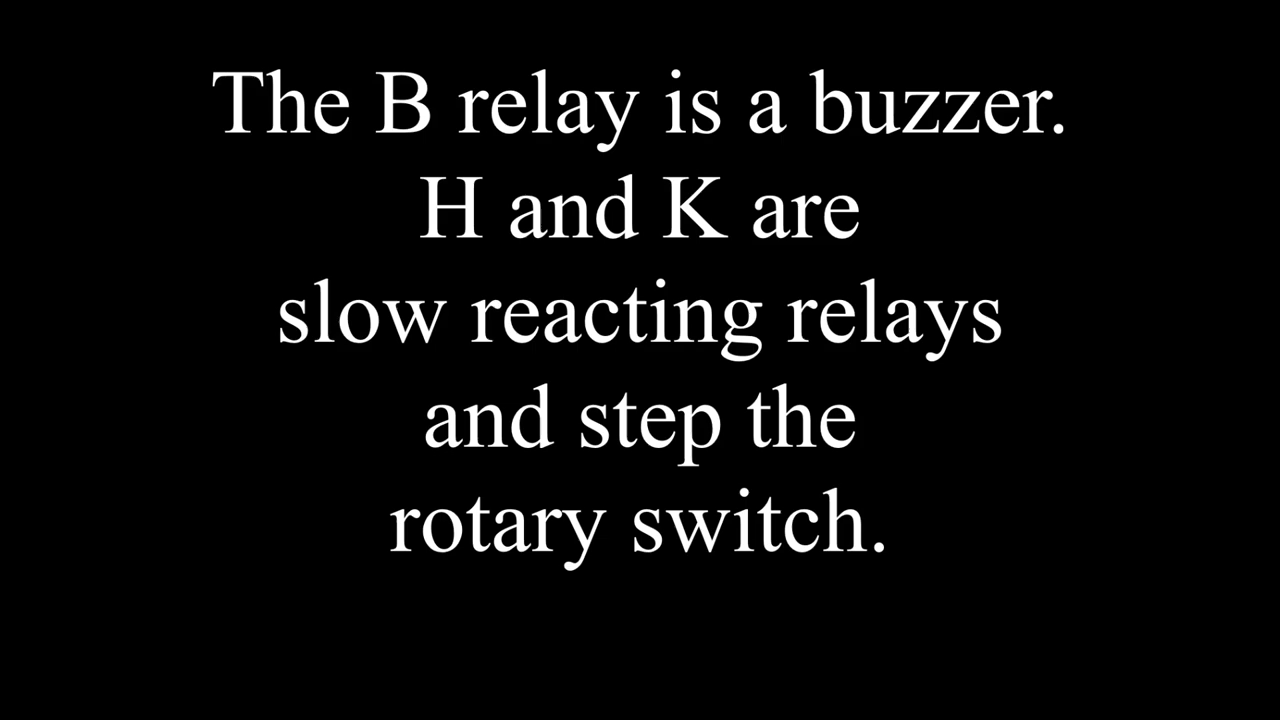 The B relay is a buzzer.
H and K are
slow reacting relays
and step the
rotary switch.